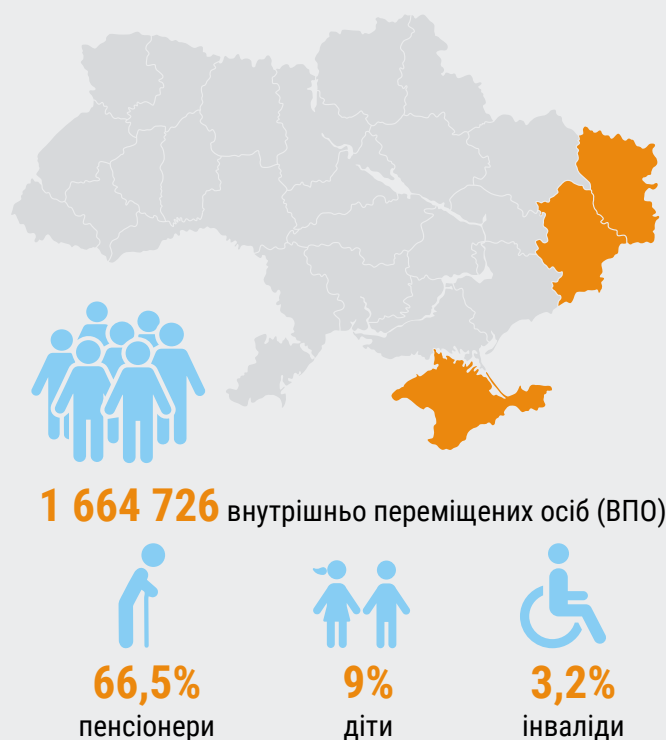 1 664 726 внутрішньо переміщених осіб (ВПО)
66,5% 9% 3,2%
пенсіонери діти інваліди